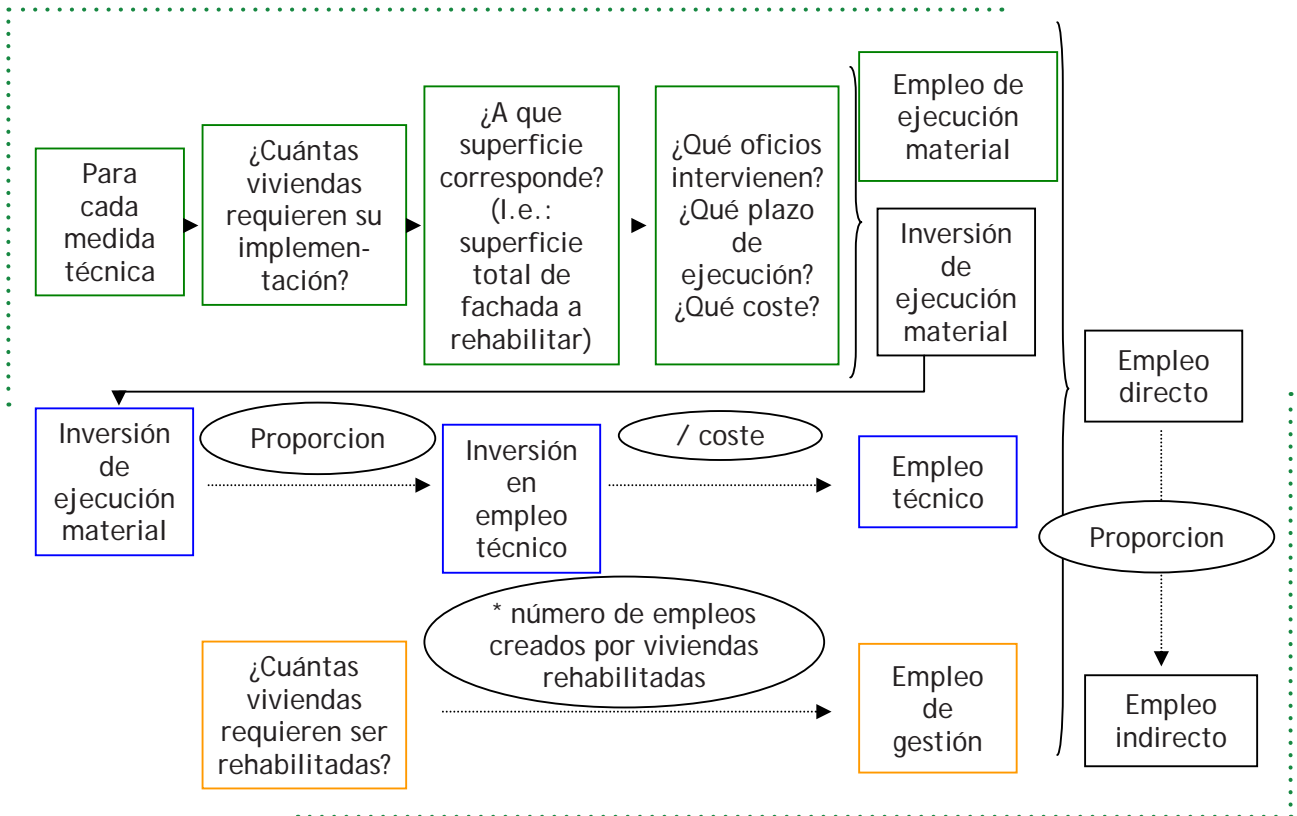 Para
cada
medida
técnica
¿Cuántas
viviendas
requieren su
implemen-
tación?
¿A que
superficie
corresponde?
(I.e.:
superficie
total de
fachada a
rehabilitar)
¿Qué oficios
intervienen?
¿Qué plazo
de
ejecución?
¿Qué coste?
Empleo de
ejecución
material
Inversión
de
ejecución
material
Inversión
de
ejecución
material
Proporcion
Inversión
en
empleo
técnico
/ coste
Empleo
técnico
¿Cuántas
viviendas
requieren ser
rehabilitadas?
* número de empleos
creados por viviendas
rehabilitadas
Empleo
de
gestión
Empleo
directo
Proporcion
Empleo
indirecto